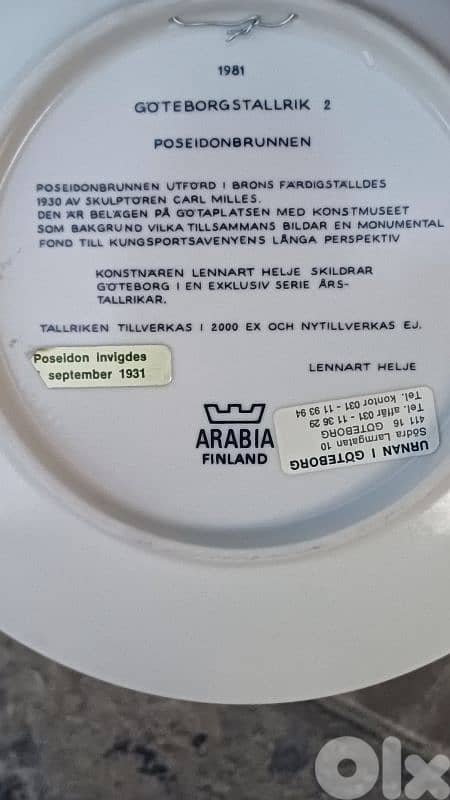 1981
GÖTEBORGSTALLRIK 2
POSEIDONBRUNNEN
POSEIDONBRUNNEN UTFÖRD I BRONS FÄRDIGSTÄLLDES
1930 AV SKULPTÖREN CARL MILLES.
DEN ÄR BELÄGEN PÅ GÖTAPLATSEN MED KONSTMUSEET
SOM BAKGRUND VILKA TILLSAMMANS BILDAR EN MONUMENTAL
FOND TILL KUNGSPORTSAVENYENS LÅNGA PERSPEKTIV
KONSTNÄREN LENNART HELJE SKILDRAR
GÖTEBORG I EN EXKLUSIV SERIE ÅRS-
TALLRIKAR.
TALLRIKEN TILLVERKAS I 2000 EX OCH NYTILLVERKAS EJ.
Poseidon invigdes
september 1931
LENNART HELJE
ARABIA
FINLAND
URNAN I GÖTEBORG
Södra Larmgatan 10
411 16 GÖTEBORG
Tel. affär 031 - 11 36 29
Tel. kontor 031 - 11 93 94
OLX